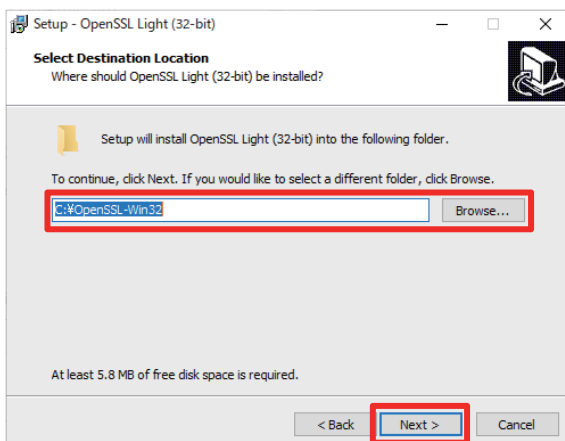 Setup - OpenSSL Light (32-bit)
Select Destination Location
Where should OpenSSL Light (32-bit) be installed?
Setup will install OpenSSL Light (32-bit) into the following folder.
To continue, click Next. If you would like to select a different folder, click Browse.
C:¥OpenSSL-Win32
Browse...
At least 5.8 MB of free disk space is required.
< Back Next > Cancel